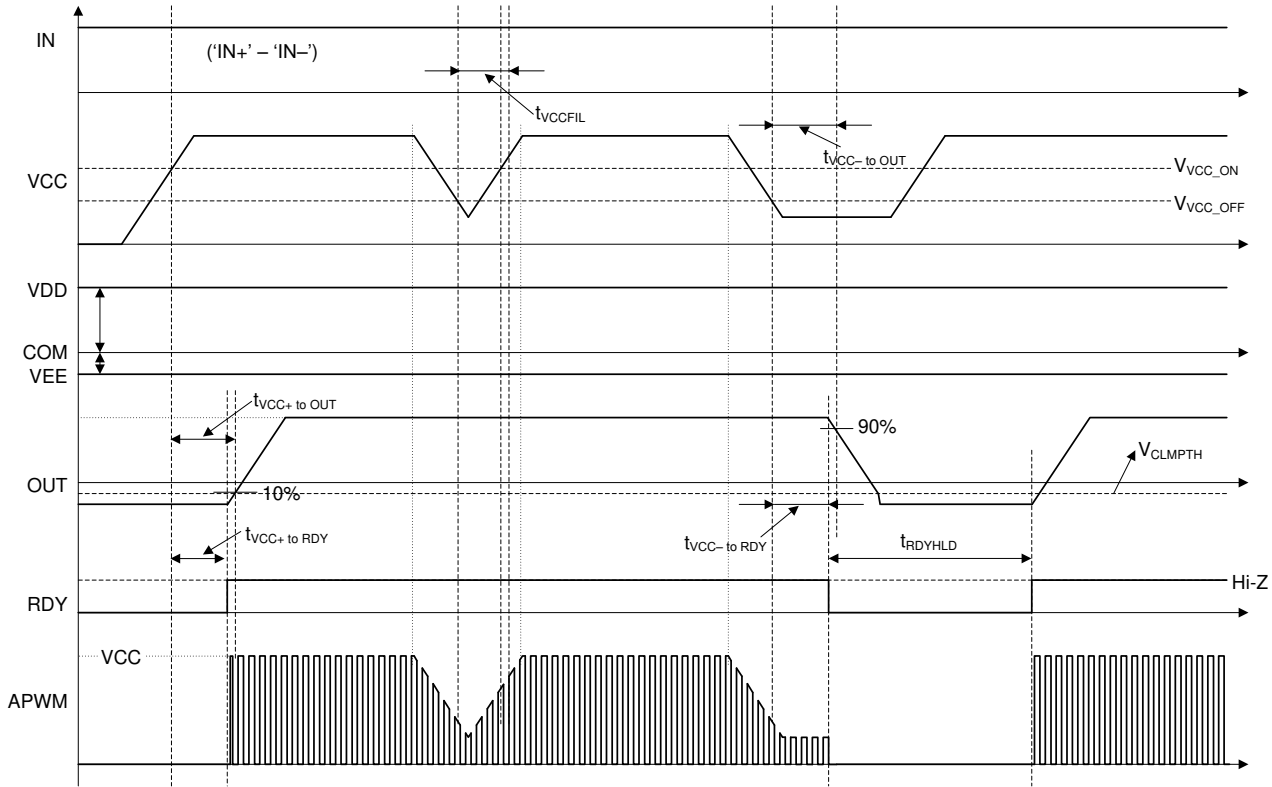 IN
(‘IN+’ – ‘IN–’)
tVCCFIL
tVCC– to OUT
VCC
VVCC_ON
VVCC_OFF
VDD
COM
VEE
tVCC+ to OUT
90%
VCLMPTH
OUT
10%
tVCC+ to RDY
tVCC– to RDY
tRDYHLD
Hi-Z
RDY
VCC
APWM